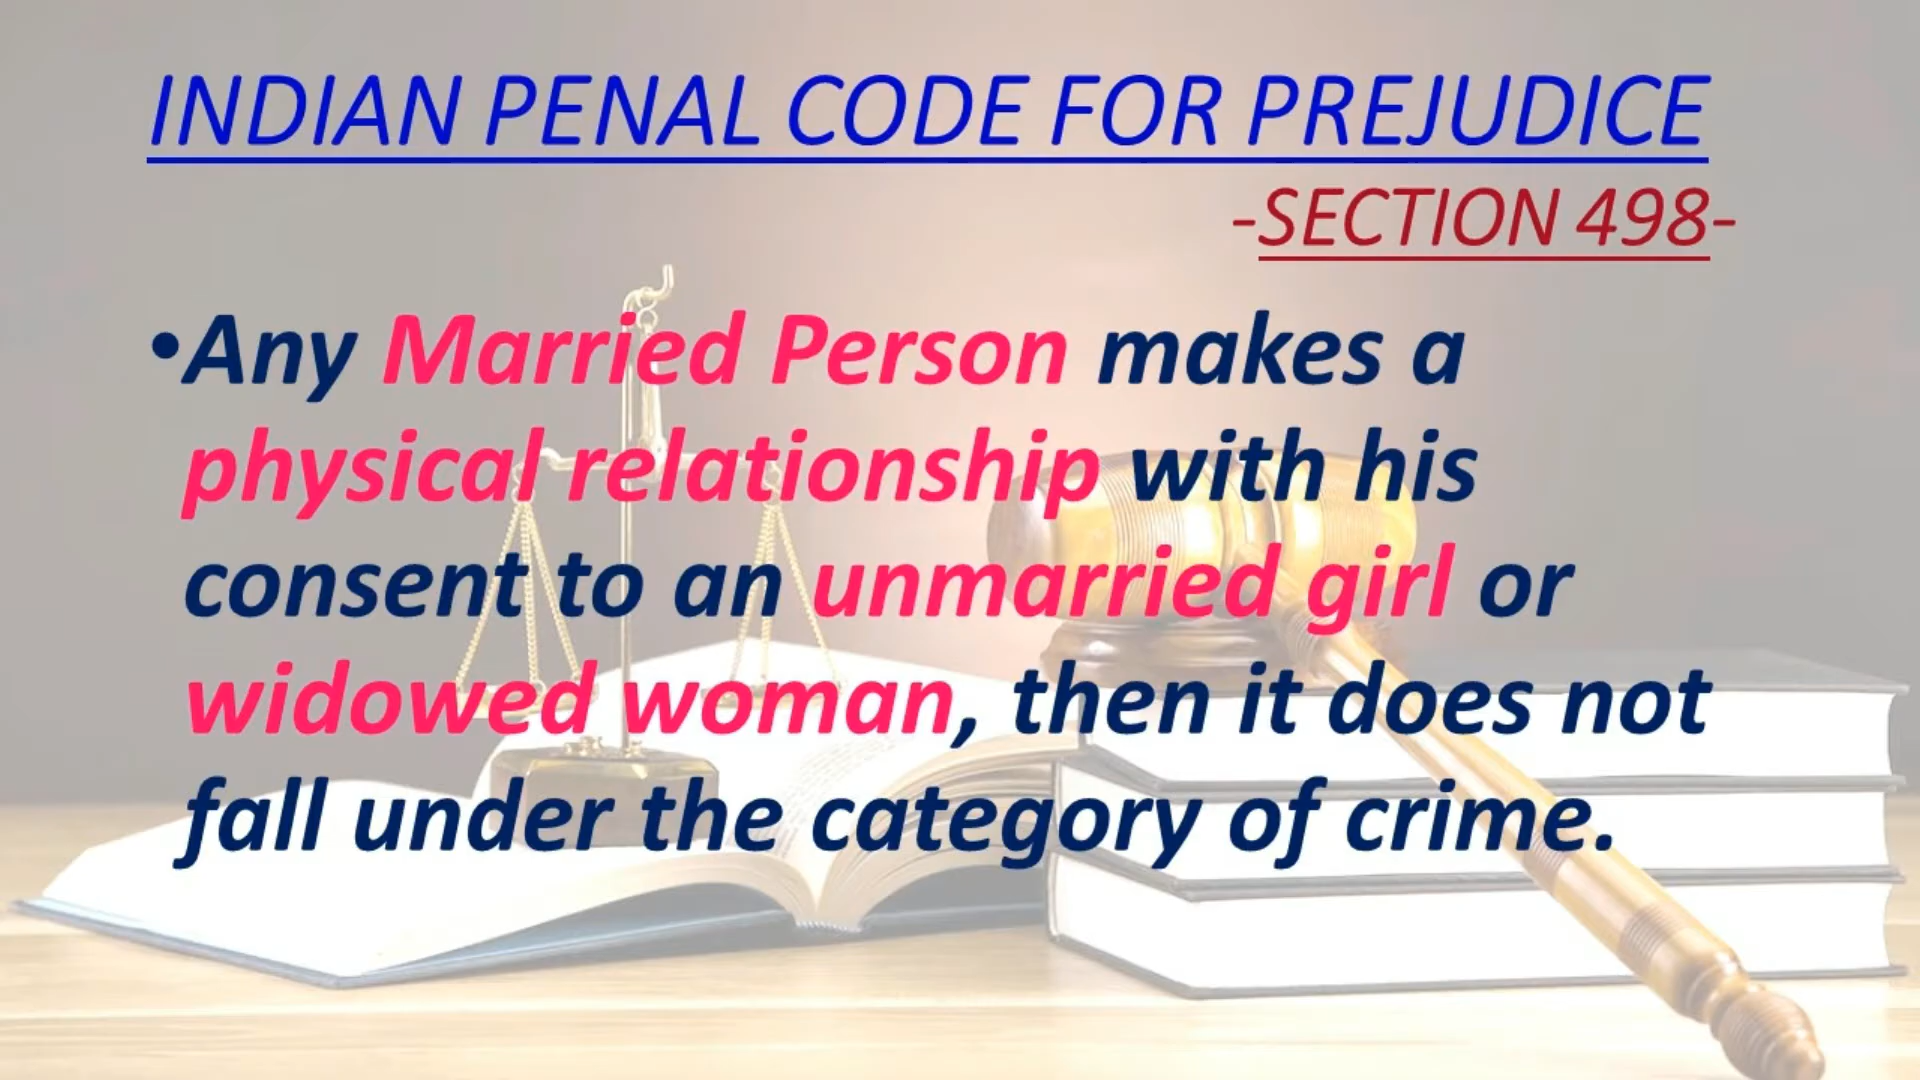 INDIAN PENAL CODE FOR PREJUDICE
-SECTION 498-
•Any Married Person makes a
physical relationship with his
consent to an unmarried girl or
widowed woman, then it does not
fall under the category of crime.